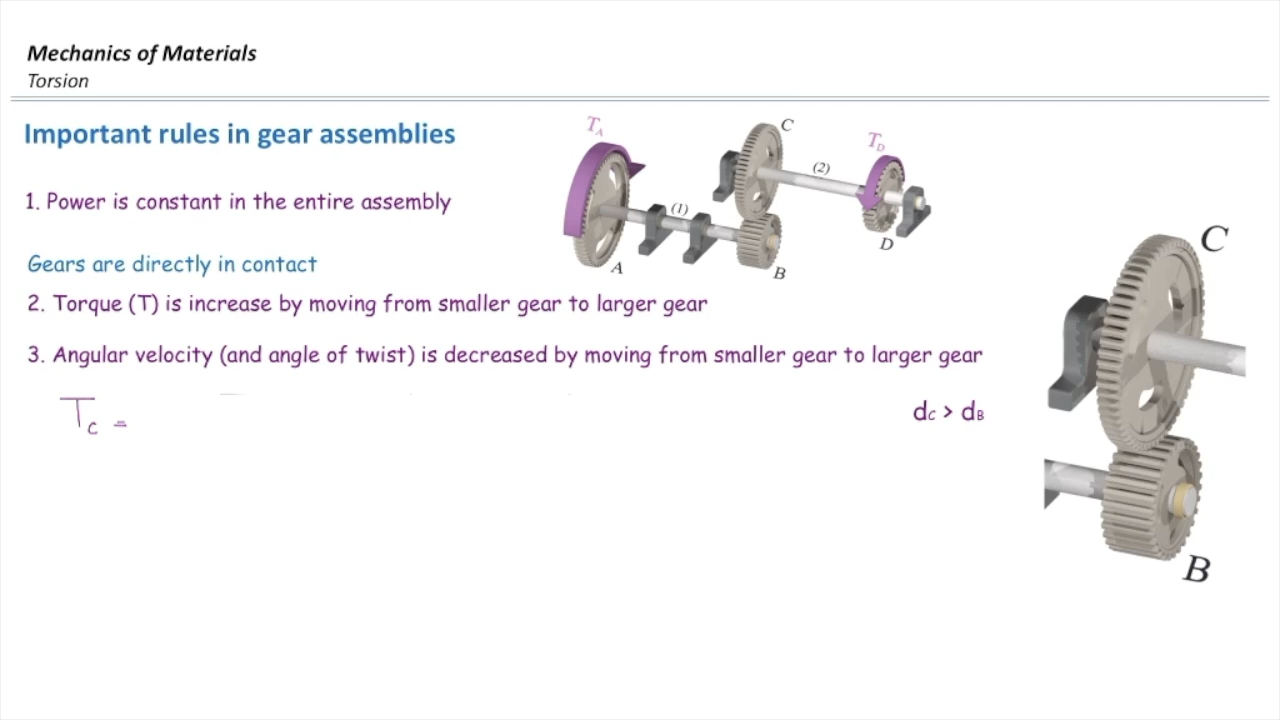 Mechanics of Materials
Torsion
Important rules in gear assemblies
1. Power is constant in the entire assembly
Gears are directly in contact
2. Torque (T) is increase by moving from smaller gear to larger gear
3. Angular velocity (and angle of twist) is decreased by moving from smaller gear to larger gear
T_C =
d_C > d_B
T_A
C
T_D
(2)
(1)
A
B
D
C
B